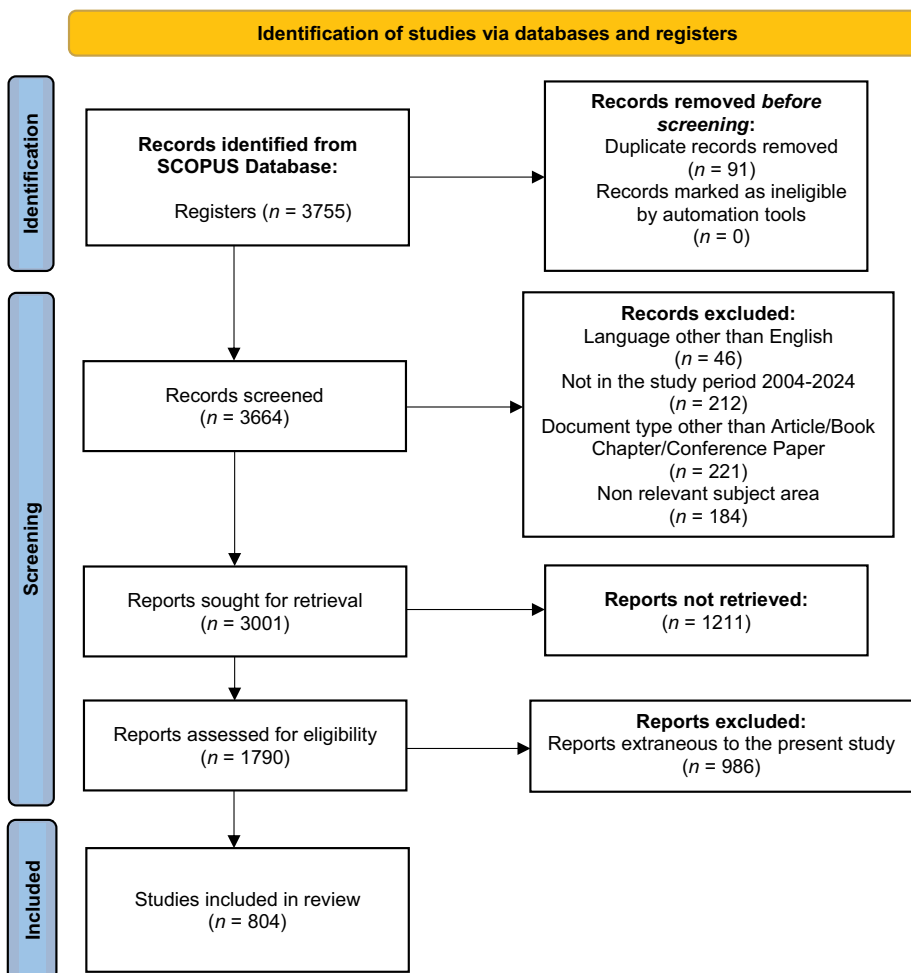 Identification of studies via databases and registers
Identification
Records identified from
SCOPUS Database:
Registers (n = 3755)
Records removed before
screening:
Duplicate records removed
(n = 91)
Records marked as ineligible
by automation tools
(n = 0)
Screening
Records screened
(n = 3664)
Records excluded:
Language other than English
(n = 46)
Not in the study period 2004-2024
(n = 212)
Document type other than Article/Book
Chapter/Conference Paper
(n = 221)
Non relevant subject area
(n = 184)
Reports sought for retrieval
(n = 3001)
Reports not retrieved:
(n = 1211)
Reports assessed for eligibility
(n = 1790)
Reports excluded:
Reports extraneous to the present study
(n = 986)
Included
Studies included in review
(n = 804)